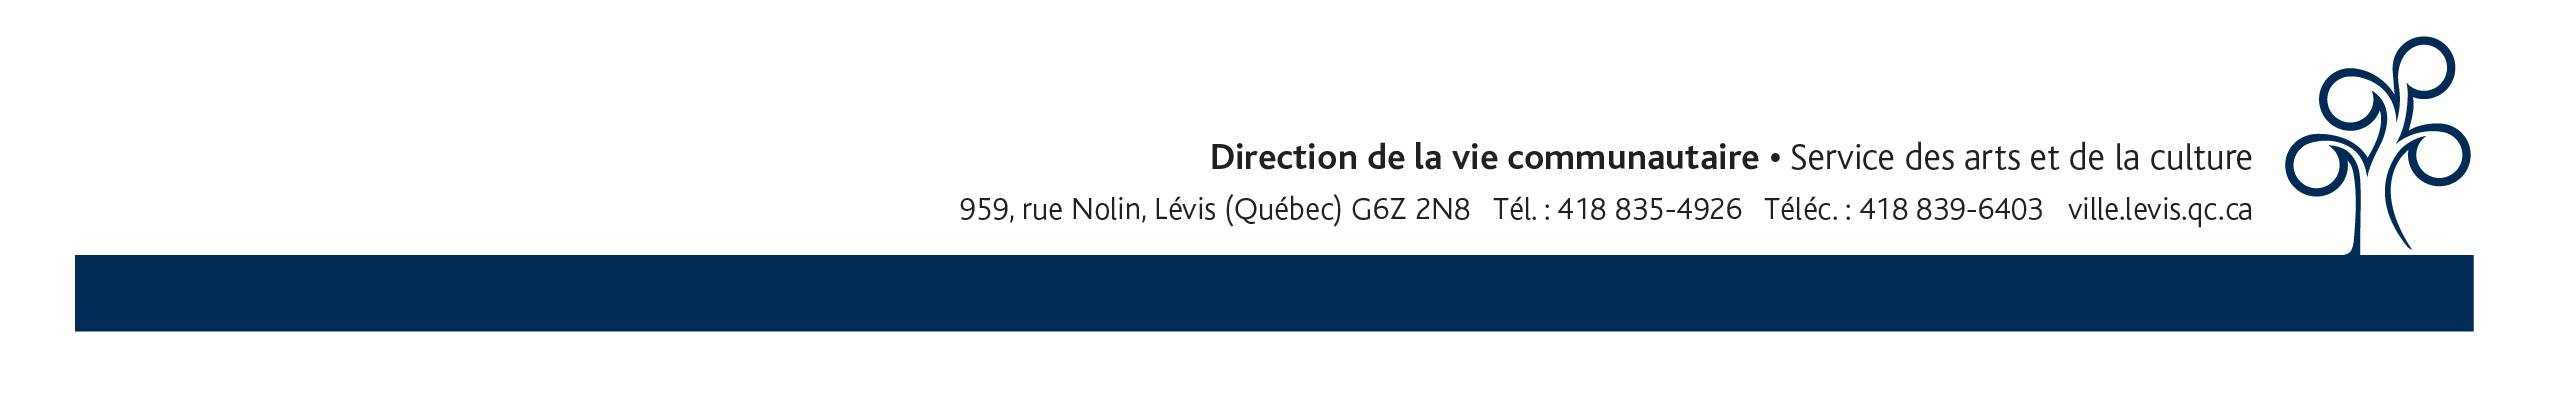 Direction de la vie communautaire • Service des arts et de la culture
959, rue Nolin, Lévis (Québec) G6Z 2N8 Tél. : 418 835-4926 Téléc. : 418 839-6403 ville.levis.qc.ca